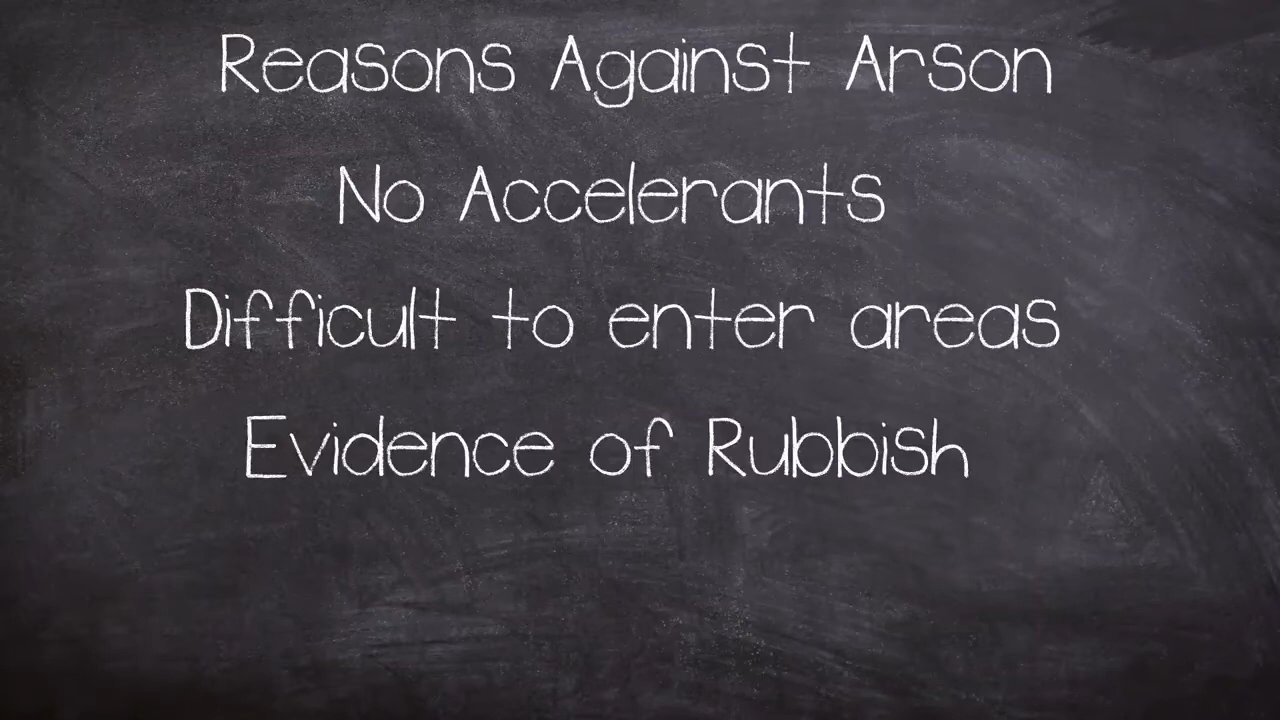 Reasons Against Arson
No Accelerants
Difficult to enter areas
Evidence of Rubbish